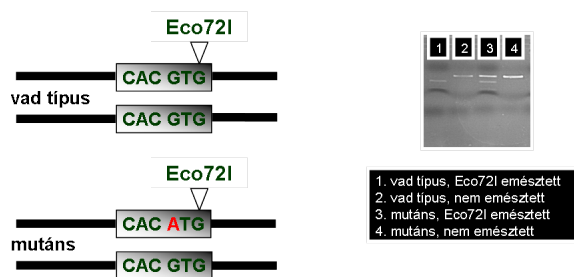 Eco72I
CAC GTG
vad típus
CAC GTG
Eco72I
CAC ATG
mutáns
CAC GTG
1 2 3 4
1. vad típus, Eco72I emésztett
2. vad típus, nem emésztett
3. mutáns, Eco72I emésztett
4. mutáns, nem emésztett